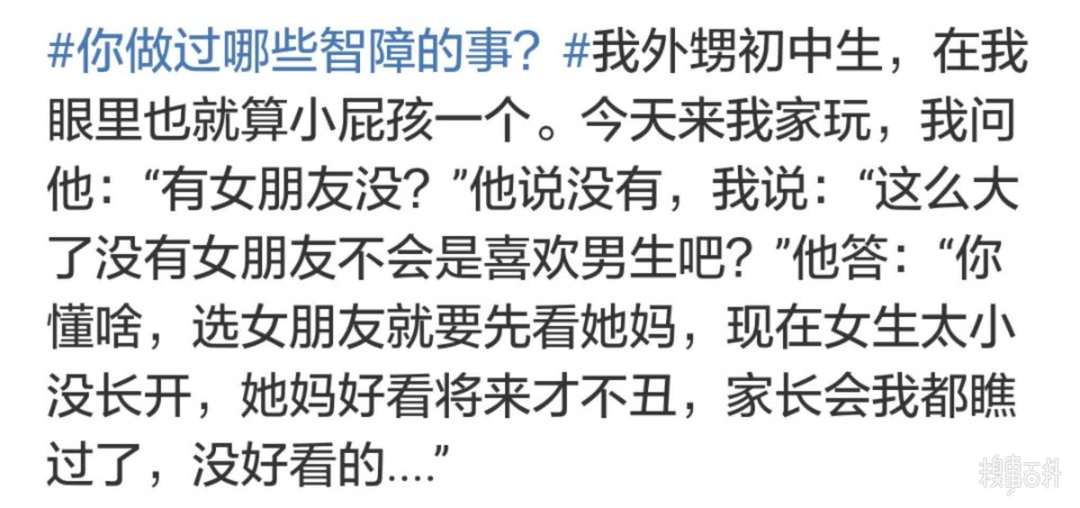 #你做过哪些智障的事？#我外甥初中生，在我
眼里也就算小屁孩一个。今天来我家玩，我问
他：“有女朋友没？”他说没有，我说：“这么大
了没有女朋友不会是喜欢男生吧？”他答：“你
懂啥，选女朋友就要先看她妈，现在女生太小
没长开，她妈好看将来才不丑，家长会我都瞧
过了，没好看的....”
糗事百科